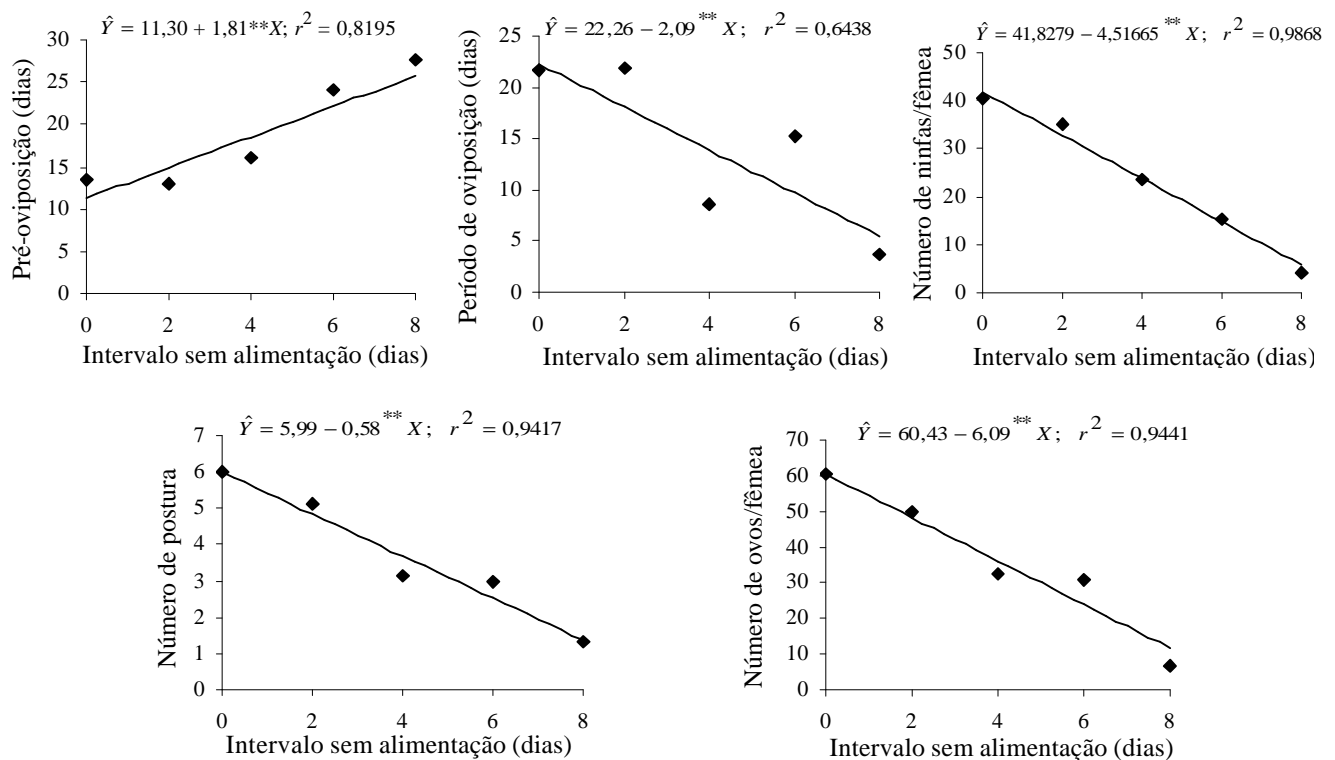 Ŷ = 11,30 + 1,81**X; r² = 0,8195
Pré-oviposição (dias)
30
25
20
15
10
5
0
0 2 4 6 8
Intervalo sem alimentação (dias)
Ŷ = 22,26 – 2,09** X; r² = 0,6438
Período de oviposição (dias)
25
20
15
10
5
0
0 2 4 6 8
Intervalo sem alimentação (dias)
Ŷ = 41,8279 – 4,51665** X; r² = 0,9868
Número de ninfas/fêmea
50
40
30
20
10
0
0 2 4 6 8
Intervalo sem alimentação (dias)
Ŷ = 5,99 – 0,58** X; r² = 0,9417
Número de postura
7
6
5
4
3
2
1
0
0 2 4 6 8
Intervalo sem alimentação (dias)
Ŷ = 60,43 – 6,09** X; r² = 0,9441
Número de ovos/fêmea
70
60
50
40
30
20
10
0
0 2 4 6 8
Intervalo sem alimentação (dias)